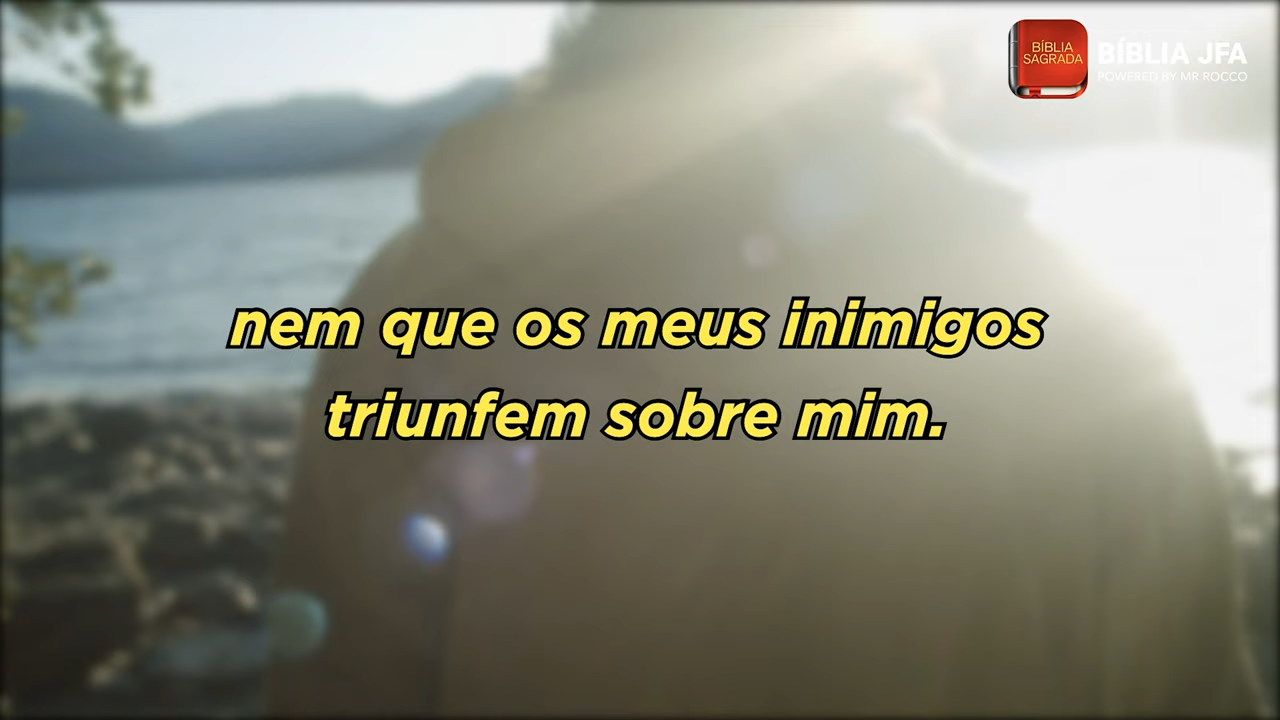 BÍBLIA
SAGRADA
BÍBLIA JFA
POWERED BY MR ROCCO
nem que os meus inimigos
triunfem sobre mim.